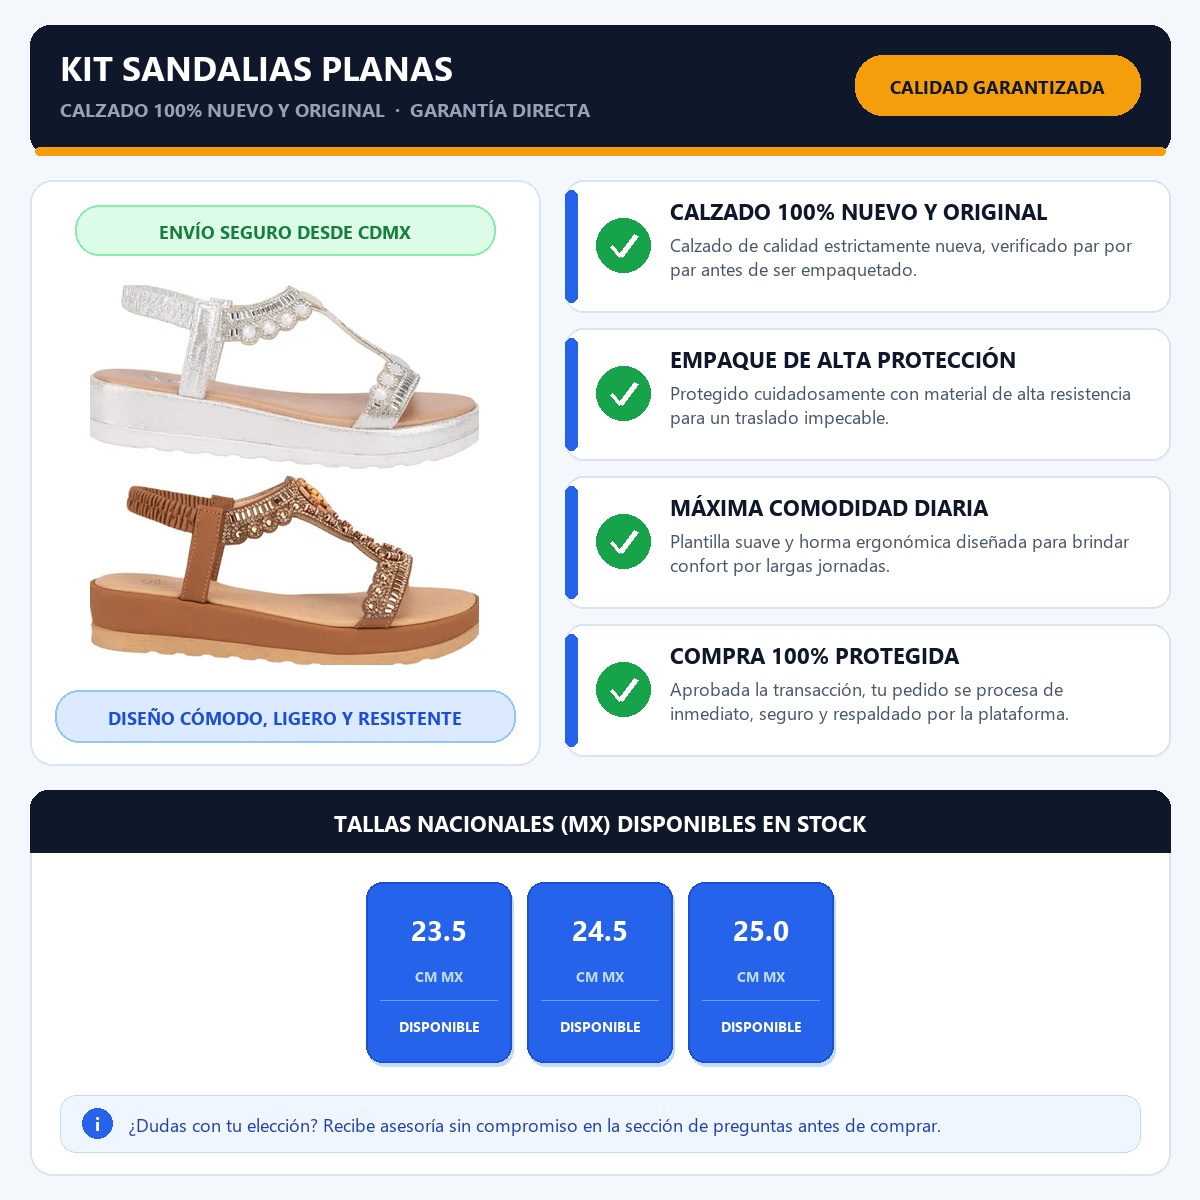 KIT SANDALIAS PLANAS
CALZADO 100% NUEVO Y ORIGINAL · GARANTÍA DIRECTA
CALIDAD GARANTIZADA
ENVÍO SEGURO DESDE CDMX
DISEÑO CÓMODO, LIGERO Y RESISTENTE
CALZADO 100% NUEVO Y ORIGINAL
Calzado de calidad estrictamente nueva, verificado par por
par antes de ser empaquetado.
EMPAQUE DE ALTA PROTECCIÓN
Protegido cuidadosamente con material de alta resistencia
para un traslado impecable.
MÁXIMA COMODIDAD DIARIA
Plantilla suave y horma ergonómica diseñada para brindar
confort por largas jornadas.
COMPRA 100% PROTEGIDA
Aprobada la transacción, tu pedido se procesa de
inmediato, seguro y respaldado por la plataforma.
TALLAS NACIONALES (MX) DISPONIBLES EN STOCK
23.5
CM MX
DISPONIBLE
24.5
CM MX
DISPONIBLE
25.0
CM MX
DISPONIBLE
¿Dudas con tu elección? Recibe asesoría sin compromiso en la sección de preguntas antes de comprar.